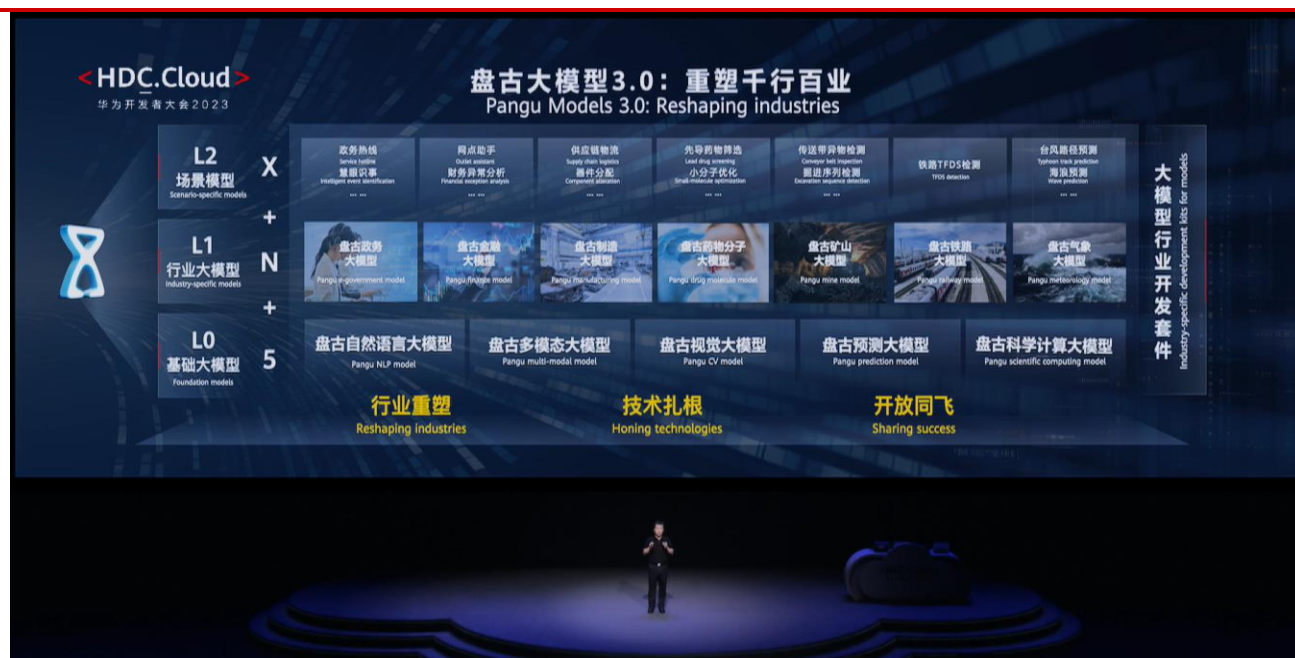 <HDC.Cloud>
华为开发者大会2023
盘古大模型3.0：重塑千行百业
Pangu Models 3.0: Reshaping industries
L2
场景模型
Scenario-specific models
X
政务热线
Service hotline
慧眼识事
Intelligent event identification
... ...
网点助手
Outlet assistant
财务异常分析
Financial exception analysis
... ...
供应链物流
Supply chain logistics
器件分配
Component allocation
... ...
先导药物筛选
Lead drug screening
小分子优化
Small-molecule optimization
... ...
传送带异物检测
Conveyor belt inspection
掘进序列检测
Excavation sequence detection
... ...
铁路TFDS检测
TFDS detection
台风路径预测
Typhoon track prediction
海浪预测
Wave prediction
... ...
+
L1
行业大模型
Industry-specific models
N
盘古政务
大模型
Pangu e-government model
盘古金融
大模型
Pangu finance model
盘古制造
大模型
Pangu manufacturing model
盘古药物分子
大模型
Pangu drug molecule model
盘古矿山
大模型
Pangu mine model
盘古铁路
大模型
Pangu railway model
盘古气象
大模型
Pangu meteorology model
+
L0
基础大模型
Foundation models
5
盘古自然语言大模型
Pangu NLP model
盘古多模态大模型
Pangu multi-modal model
盘古视觉大模型
Pangu CV model
盘古预测大模型
Pangu prediction model
盘古科学计算大模型
Pangu scientific computing model
大模型行业开发套件
Industry-specific development kits for models
行业重塑
Reshaping industries
技术扎根
Honing technologies
开放同飞
Sharing success